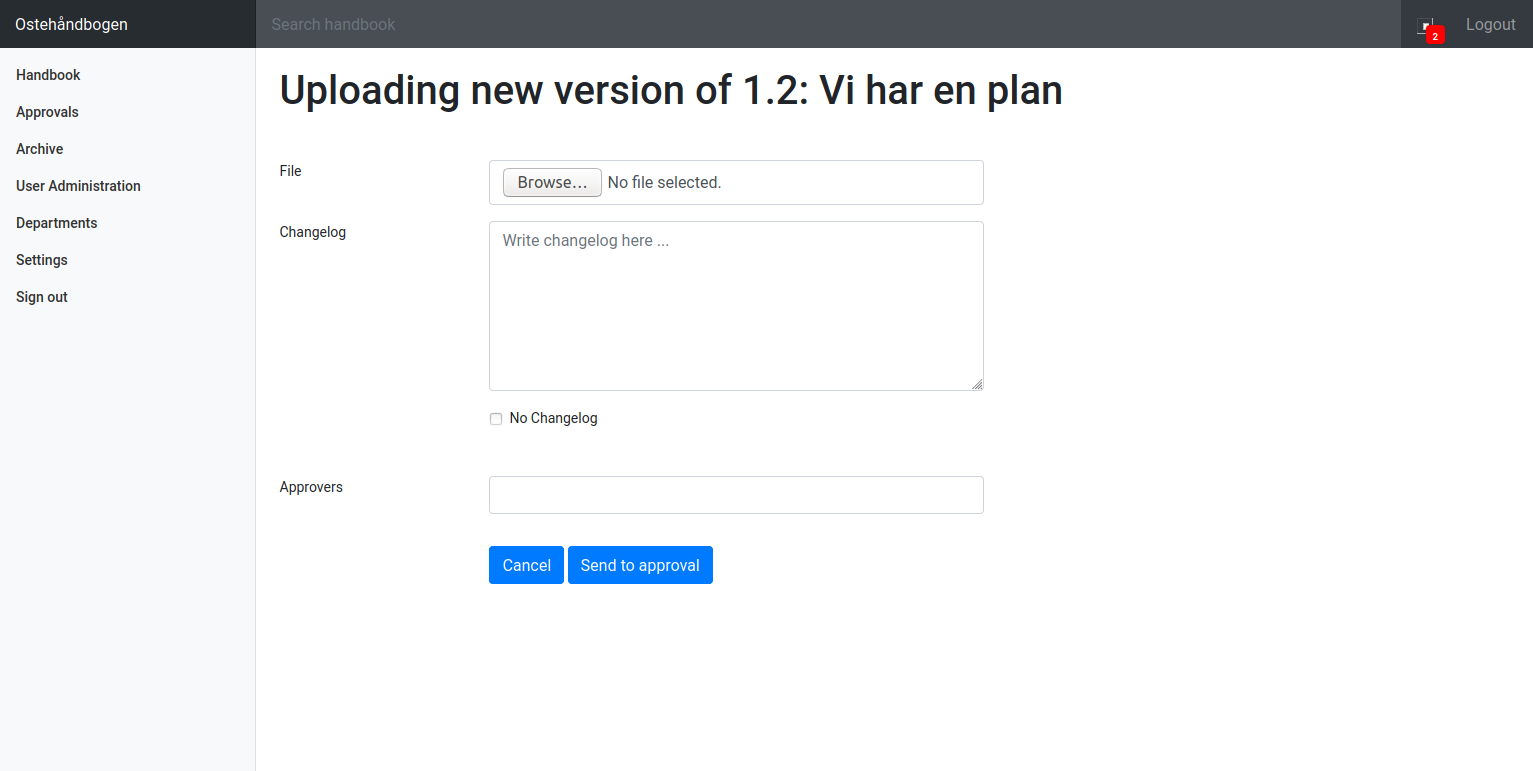 Ostehåndbogen
Search handbook
2
Logout
Handbook
Approvals
Archive
User Administration
Departments
Settings
Sign out
Uploading new version of 1.2: Vi har en plan
File
Browse... No file selected.
Changelog
Write changelog here ...
No Changelog
Approvers
Cancel
Send to approval